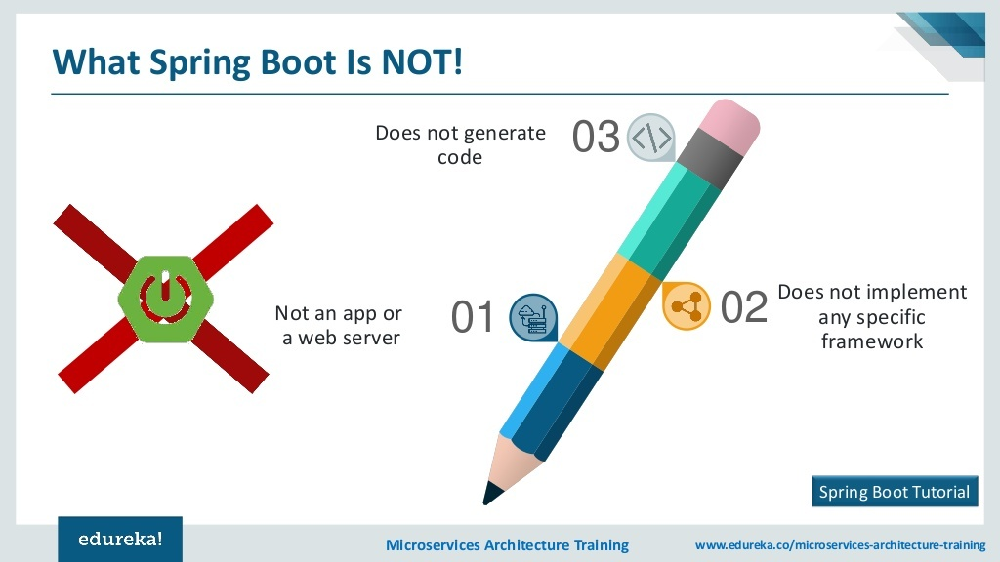 What Spring Boot Is NOT!
Does not generate
code
03
</>
Not an app or
a web server
01
02
Does not implement
any specific
framework
Spring Boot Tutorial
edureka!
Microservices Architecture Training
www.edureka.co/microservices-architecture-training